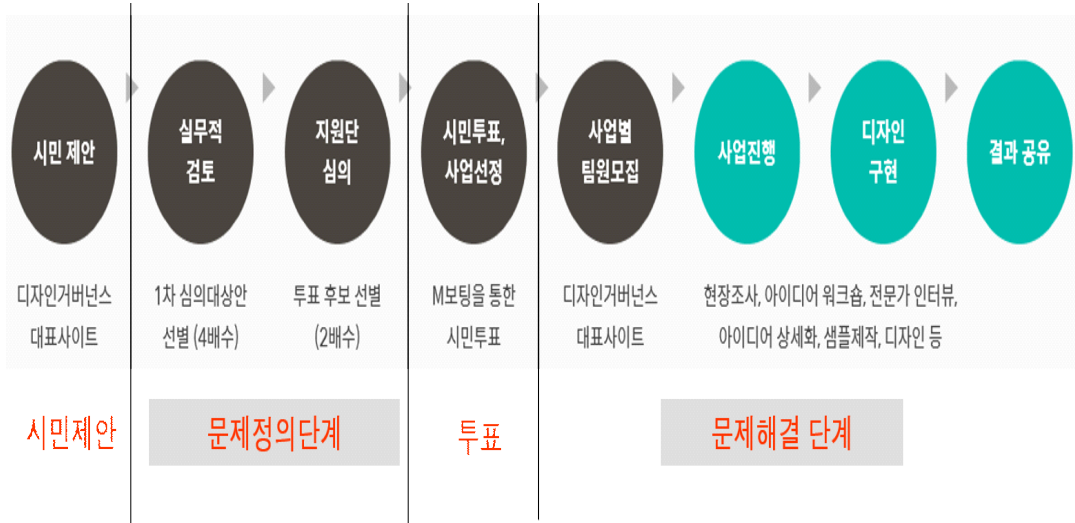 시민 제안
실무적
검토
지원단
심의
시민투표,
사업선정
사업별
팀원모집
사업진행
디자인
구현
결과 공유
디자인거버넌스
대표사이트
1차 심의대상안
선별 (4배수)
투표 후보 선별
(2배수)
M보팅을 통한
시민투표
디자인거버넌스
대표사이트
현장조사, 아이디어 워크숍, 전문가 인터뷰,
아이디어 상세화, 샘플제작, 디자인 등
시민제안
문제정의단계
투표
문제해결 단계